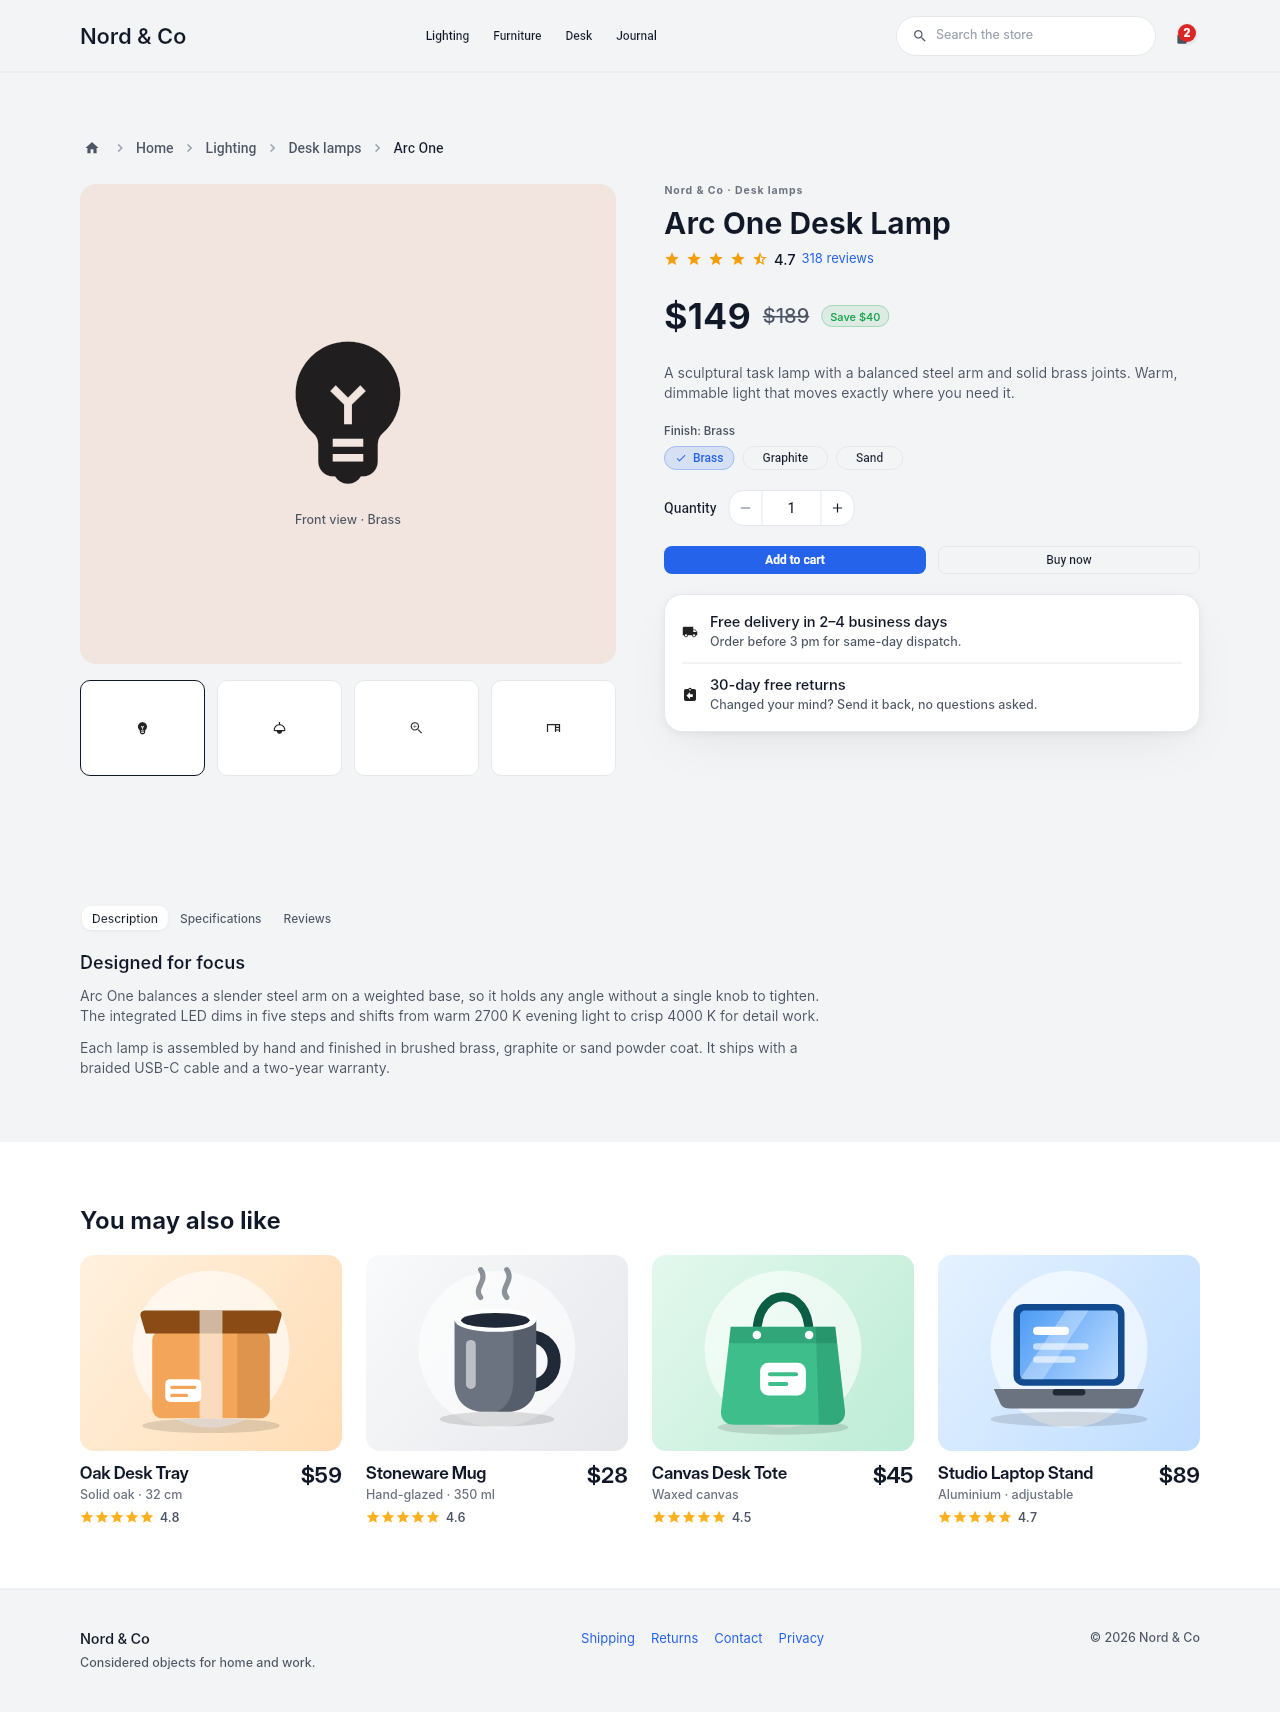 Nord & Co
Lighting Furniture Desk Journal
Search the store
2
Home Lighting Desk lamps Arc One
Front view · Brass
Nord & Co · Desk lamps
Arc One Desk Lamp
4.7 318 reviews
$149 $189 Save $40
A sculptural task lamp with a balanced steel arm and solid brass joints. Warm,
dimmable light that moves exactly where you need it.
Finish: Brass
Brass Graphite Sand
Quantity 1
Add to cart Buy now
Free delivery in 2–4 business days
Order before 3 pm for same-day dispatch.
30-day free returns
Changed your mind? Send it back, no questions asked.
Description Specifications Reviews
Designed for focus
Arc One balances a slender steel arm on a weighted base, so it holds any angle without a single knob to tighten.
The integrated LED dims in five steps and shifts from warm 2700 K evening light to crisp 4000 K for detail work.
Each lamp is assembled by hand and finished in brushed brass, graphite or sand powder coat. It ships with a
braided USB-C cable and a two-year warranty.
You may also like
Oak Desk Tray $59
Solid oak · 32 cm
4.8
Stoneware Mug $28
Hand-glazed · 350 ml
4.6
Canvas Desk Tote $45
Waxed canvas
4.5
Studio Laptop Stand $89
Aluminium · adjustable
4.7
Nord & Co
Considered objects for home and work.
Shipping Returns Contact Privacy
© 2026 Nord & Co